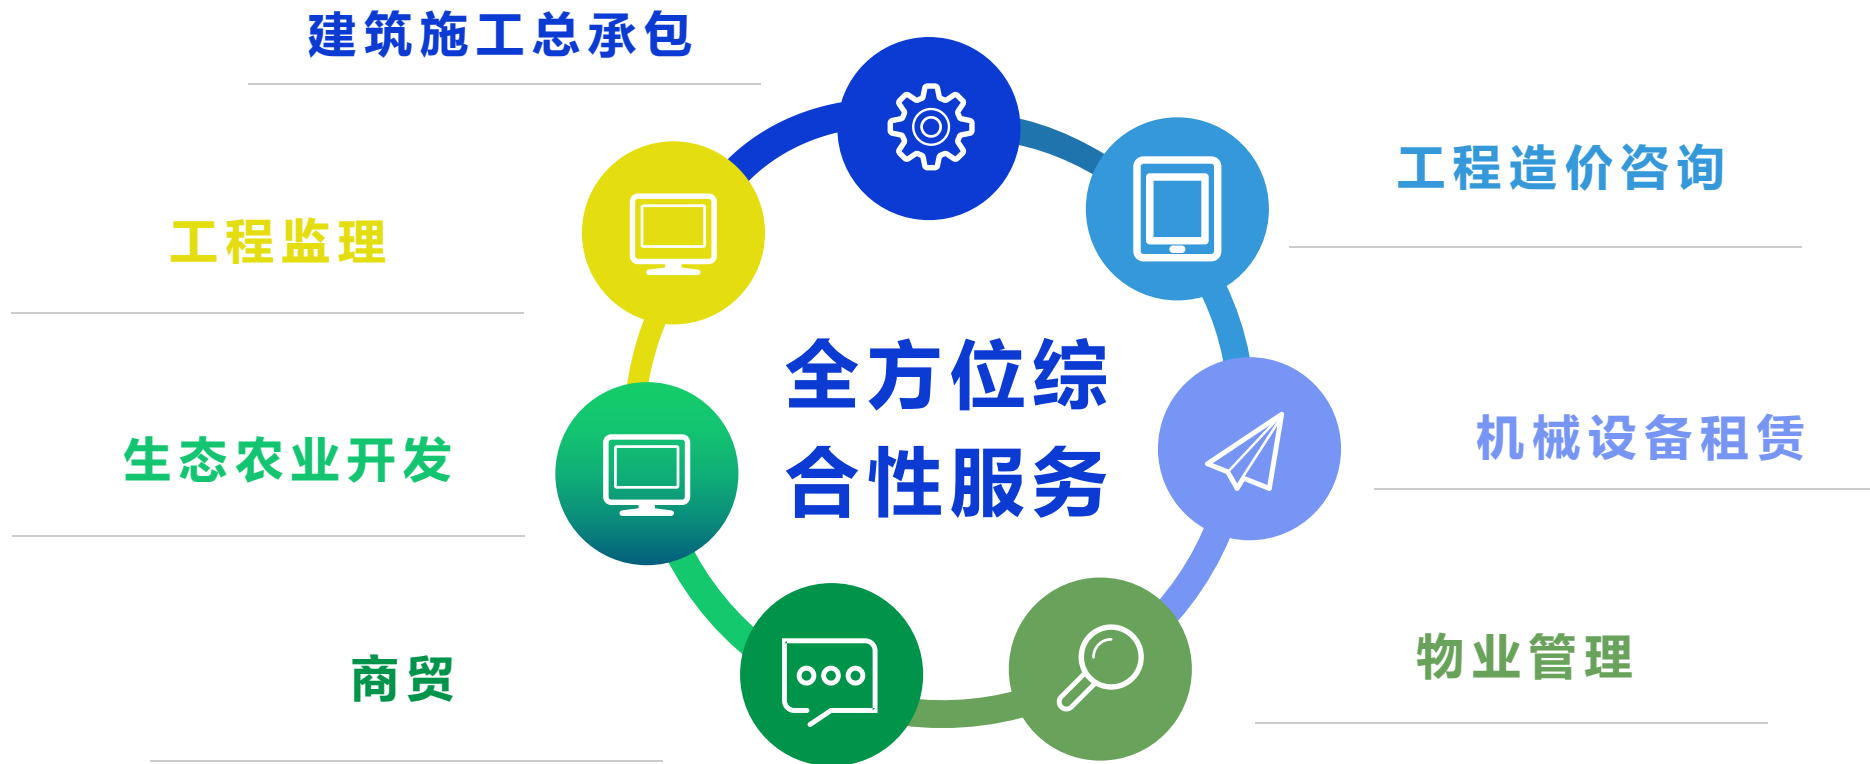 建筑施工总承包
工程造价咨询
工程监理
全方位综
合性服务
机械设备租赁
生态农业开发
物业管理
商贸